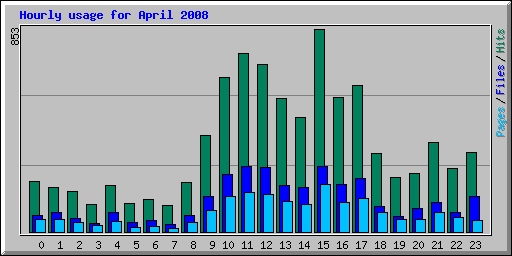 Hourly usage for April 2008
853
Pages / Files / Hits
0 1 2 3 4 5 6 7 8 9 10 11 12 13 14 15 16 17 18 19 20 21 22 23